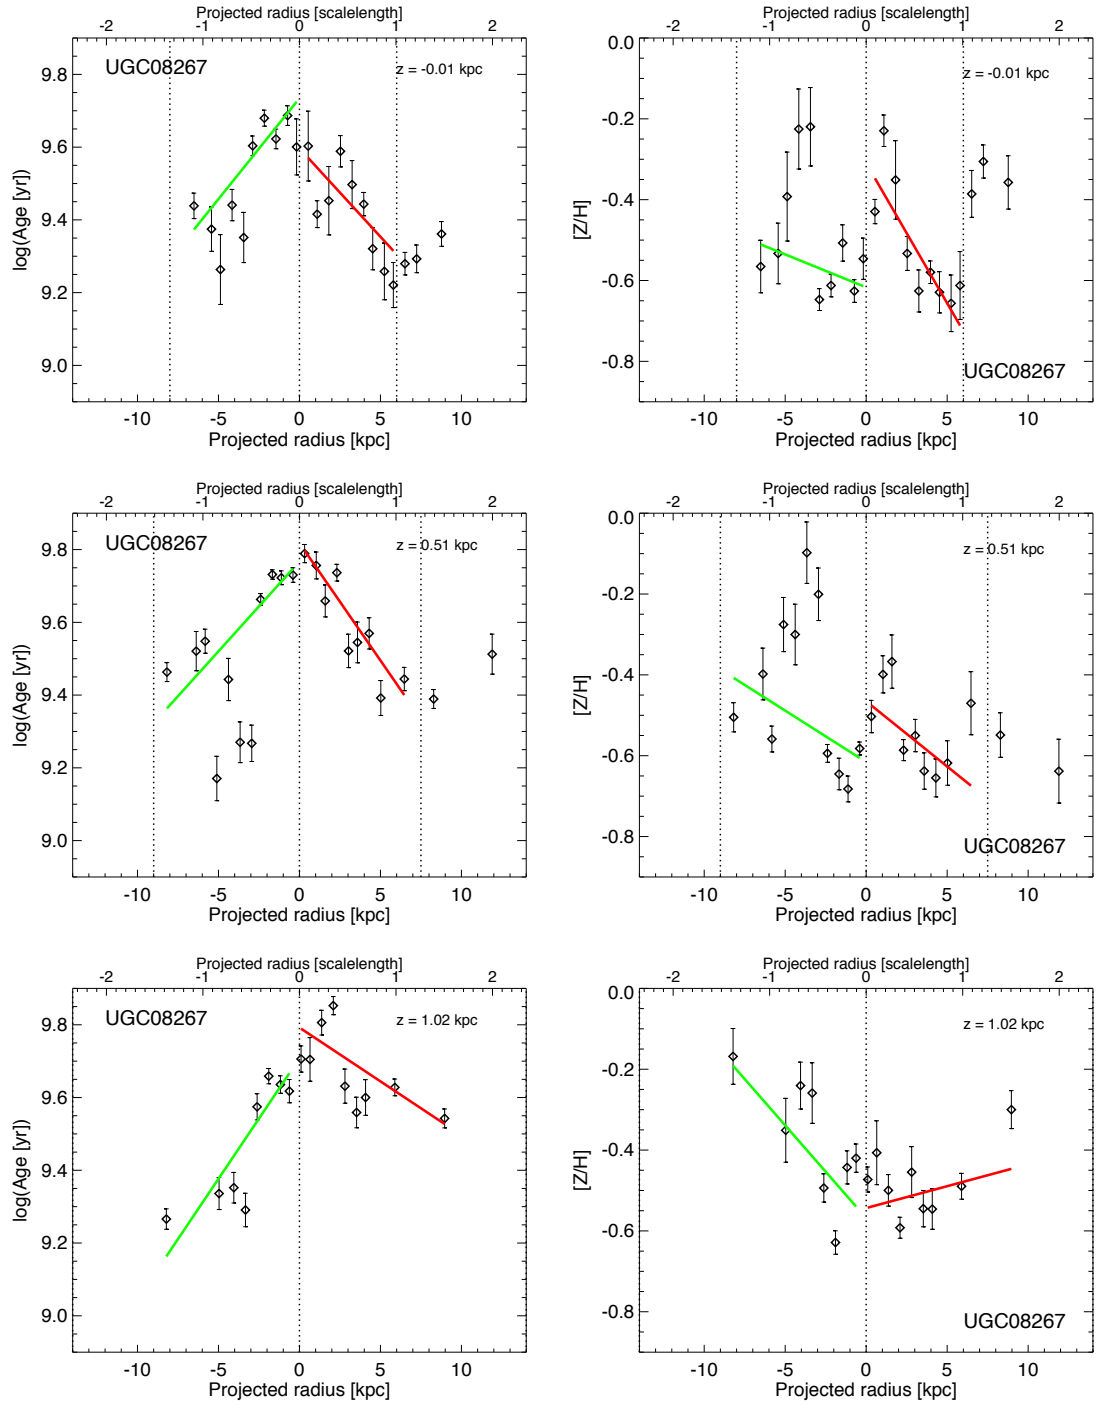 Projected radius [scalelength]
-2 -1 0 1 2
UGC08267
z = -0.01 kpc
log(Age [yr])
9.8
9.6
9.4
9.2
9.0
-10 -5 0 5 10
Projected radius [kpc]
Projected radius [scalelength]
-2 -1 0 1 2
z = -0.01 kpc
[Z/H]
0.0
-0.2
-0.4
-0.6
-0.8
UGC08267
-10 -5 0 5 10
Projected radius [kpc]
Projected radius [scalelength]
-2 -1 0 1 2
UGC08267
z = 0.51 kpc
log(Age [yr])
9.8
9.6
9.4
9.2
9.0
-10 -5 0 5 10
Projected radius [kpc]
Projected radius [scalelength]
-2 -1 0 1 2
z = 0.51 kpc
[Z/H]
0.0
-0.2
-0.4
-0.6
-0.8
UGC08267
-10 -5 0 5 10
Projected radius [kpc]
Projected radius [scalelength]
-2 -1 0 1 2
UGC08267
z = 1.02 kpc
log(Age [yr])
9.8
9.6
9.4
9.2
9.0
-10 -5 0 5 10
Projected radius [kpc]
Projected radius [scalelength]
-2 -1 0 1 2
z = 1.02 kpc
[Z/H]
0.0
-0.2
-0.4
-0.6
-0.8
UGC08267
-10 -5 0 5 10
Projected radius [kpc]